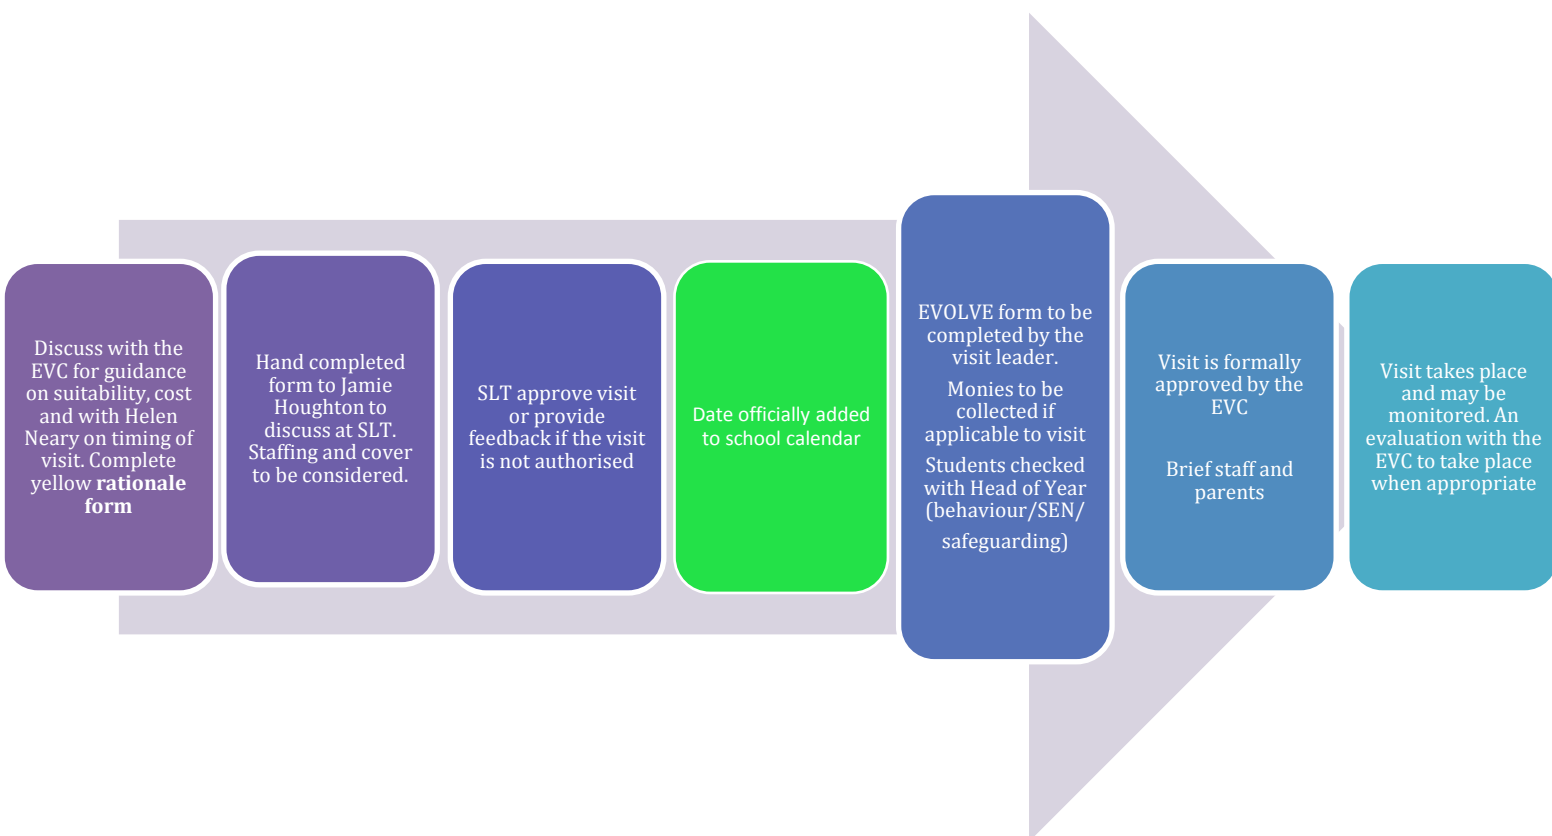 Discuss with the
EVC for guidance
on suitability, cost
and with Helen
Neary on timing of
visit. Complete
yellow rationale
form
Hand completed
form to Jamie
Houghton to
discuss at SLT.
Staffing and cover
to be considered.
SLT approve visit
or provide
feedback if the visit
is not authorised
Date officially added
to school calendar
EVOLVE form to be
completed by the
visit leader.
Monies to be
collected if
applicable to visit
Students checked
with Head of Year
(behaviour/SEN/
safeguarding)
Visit is formally
approved by the
EVC
Brief staff and
parents
Visit takes place
and may be
monitored. An
evaluation with the
EVC to take place
when appropriate